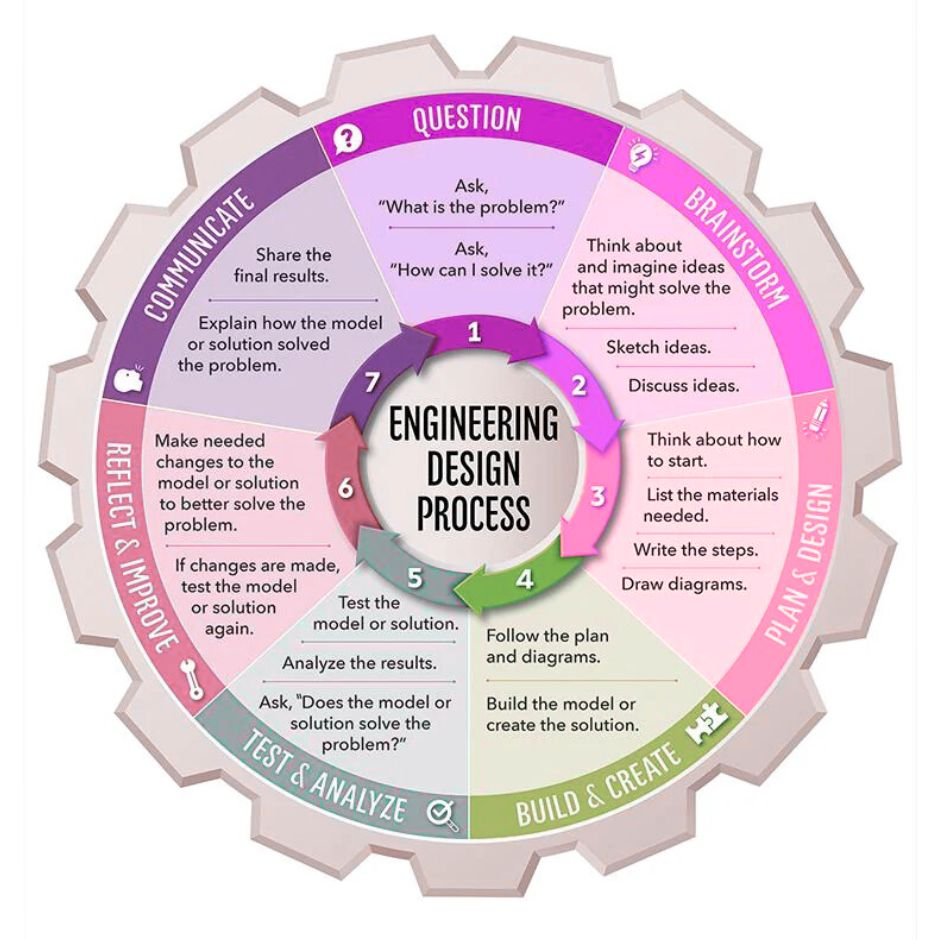 ENGINEERING
DESIGN
PROCESS
1
QUESTION
Ask,
“What is the problem?”
Ask,
“How can I solve it?”
2
BRAINSTORM
Think about
and imagine ideas
that might solve the
problem.
Sketch ideas.
Discuss ideas.
3
PLAN & DESIGN
Think about how
to start.
List the materials
needed.
Write the steps.
Draw diagrams.
4
BUILD & CREATE
Follow the plan
and diagrams.
Build the model or
create the solution.
5
TEST & ANALYZE
Test the
model or solution.
Analyze the results.
Ask, “Does the model or
solution solve the
problem?”
6
REFLECT & IMPROVE
Make needed
changes to the
model or solution
to better solve the
problem.
If changes are made,
test the model
or solution
again.
7
COMMUNICATE
Share the
final results.
Explain how the model
or solution solved
the problem.
?